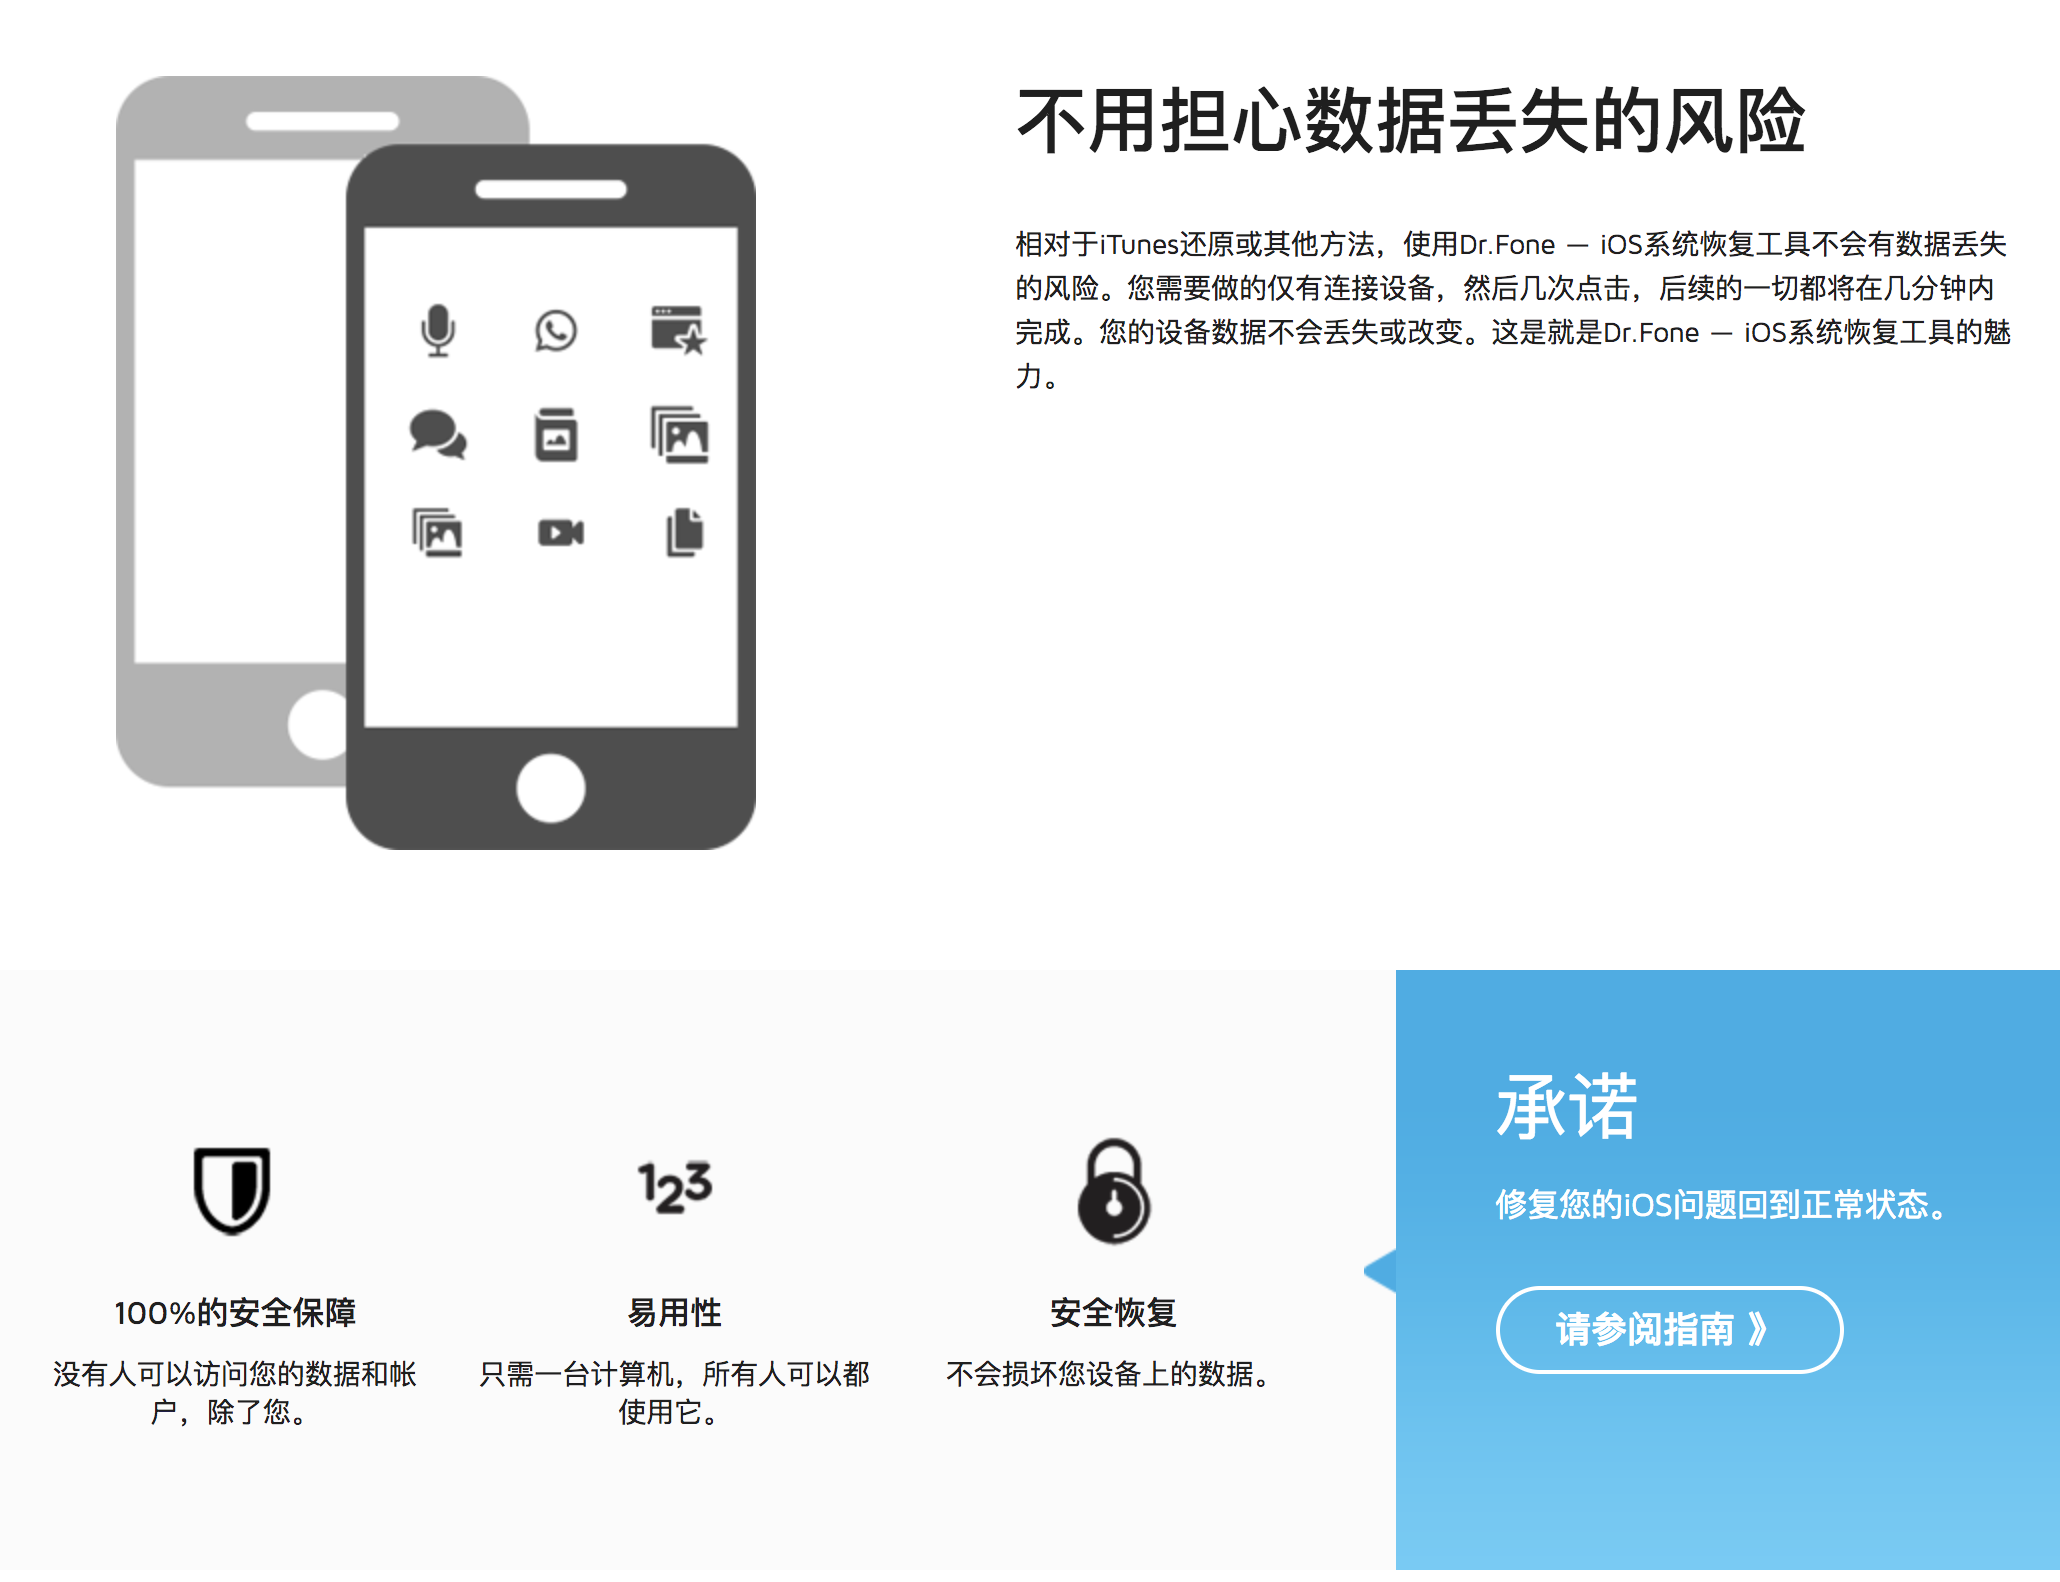 不用担心数据丢失的风险
相对于iTunes还原或其他方法，使用Dr.Fone — iOS系统恢复工具不会有数据丢失
的风险。您需要做的仅有连接设备，然后几次点击，后续的一切都将在几分钟内
完成。您的设备数据不会丢失或改变。这是就是Dr.Fone — iOS系统恢复工具的魅
力。
123
100%的安全保障
没有人可以访问您的数据和帐
户，除了您。
易用性
只需一台计算机，所有人可以都
使用它。
安全恢复
不会损坏您设备上的数据。
承诺
修复您的iOS问题回到正常状态。
请参阅指南 》